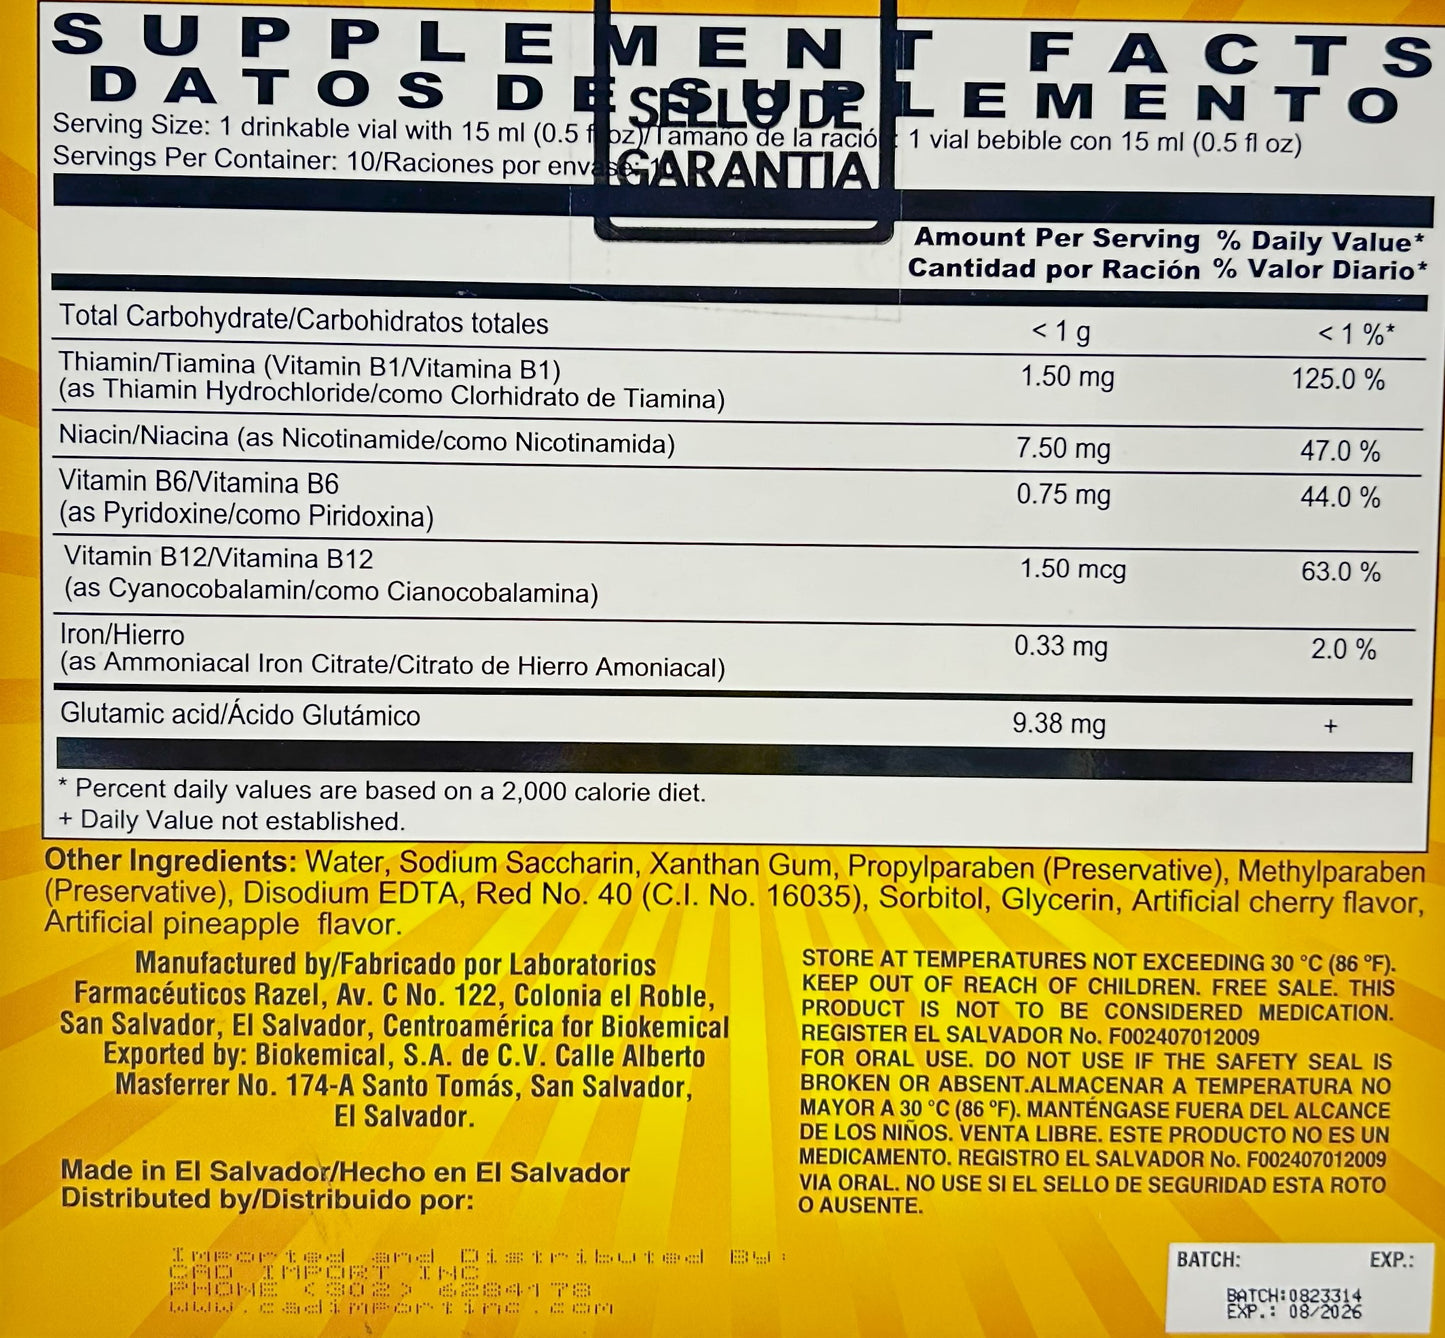 SUPPLEMENT FACTS
DATOS DE SUPLEMENTO
SELLO DE
GARANTIA
Serving Size: 1 drinkable vial with 15 ml (0.5 fl oz)/Tamaño de la ración: 1 vial bebible con 15 ml (0.5 fl oz)
Servings Per Container: 10/Raciones por envase: 10
Amount Per Serving % Daily Value*
Cantidad por Ración % Valor Diario*
Total Carbohydrate/Carbohidratos totales < 1 g < 1 %*
Thiamin/Tiamina (Vitamin B1/Vitamina B1) 1.50 mg 125.0 %
(as Thiamin Hydrochloride/como Clorhidrato de Tiamina)
Niacin/Niacina (as Nicotinamide/como Nicotinamida) 7.50 mg 47.0 %
Vitamin B6/Vitamina B6 0.75 mg 44.0 %
(as Pyridoxine/como Piridoxina)
Vitamin B12/Vitamina B12 1.50 mcg 63.0 %
(as Cyanocobalamin/como Cianocobalamina)
Iron/Hierro 0.33 mg 2.0 %
(as Ammoniacal Iron Citrate/Citrato de Hierro Amoniacal)
Glutamic acid/Ácido Glutámico 9.38 mg +
* Percent daily values are based on a 2,000 calorie diet.
+ Daily Value not established.
Other Ingredients: Water, Sodium Saccharin, Xanthan Gum, Propylparaben (Preservative), Methylparaben
(Preservative), Disodium EDTA, Red No. 40 (C.I. No. 16035), Sorbitol, Glycerin, Artificial cherry flavor,
Artificial pineapple flavor.
Manufactured by/Fabricado por Laboratorios
Farmacéuticos Razel, Av. C No. 122, Colonia el Roble,
San Salvador, El Salvador, Centroamérica for Biokemical
Exported by: Biokemical, S.A. de C.V. Calle Alberto
Masferrer No. 174-A Santo Tomás, San Salvador,
El Salvador.
Made in El Salvador/Hecho en El Salvador
Distributed by/Distribuido por:
Imported and Distributed By:
CAD IMPORT INC
PHONE (302) 6284178
www.cadimportinc.com
STORE AT TEMPERATURES NOT EXCEEDING 30 °C (86 °F).
KEEP OUT OF REACH OF CHILDREN. FREE SALE. THIS
PRODUCT IS NOT TO BE CONSIDERED MEDICATION.
REGISTER EL SALVADOR No. F002407012009
FOR ORAL USE. DO NOT USE IF THE SAFETY SEAL IS
BROKEN OR ABSENT.ALMACENAR A TEMPERATURA NO
MAYOR A 30 °C (86 °F). MANTÉNGASE FUERA DEL ALCANCE
DE LOS NIÑOS. VENTA LIBRE. ESTE PRODUCTO NO ES UN
MEDICAMENTO. REGISTRO EL SALVADOR No. F002407012009
VIA ORAL. NO USE SI EL SELLO DE SEGURIDAD ESTA ROTO
O AUSENTE.
BATCH: EXP.:
BATCH:0823314
EXP.: 08/2026